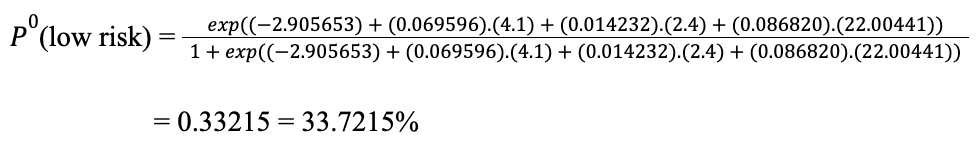 P⁰(low risk) = exp((−2.905653) + (0.069596).(4.1) + (0.014232).(2.4) + (0.086820).(22.00441))
1 + exp((−2.905653) + (0.069596).(4.1) + (0.014232).(2.4) + (0.086820).(22.00441))
= 0.33215 = 33.7215%